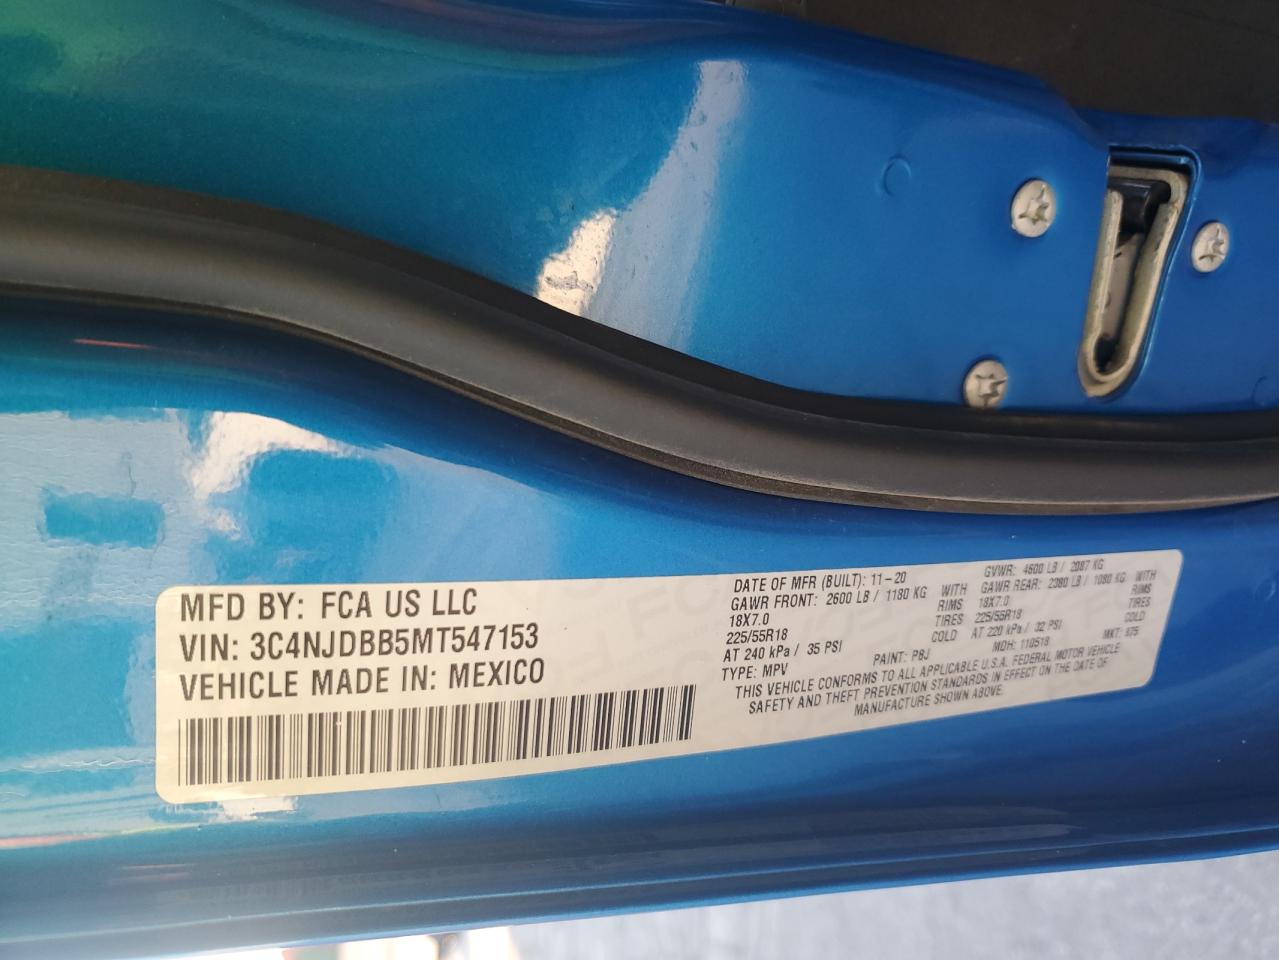 MFD BY: FCA US LLC
VIN: 3C4NJDBB5MT547153
VEHICLE MADE IN: MEXICO
DATE OF MFR (BUILT): 11-20 GVWR: 4600 LB / 2087 KG
GAWR FRONT: 2600 LB / 1180 KG WITH GAWR REAR: 2380 LB / 1080 KG WITH
18X7.0 RIMS 18X7.0 RIMS
225/55R18 TIRES 225/55R18 TIRES
AT 240 kPa / 35 PSI COLD AT 220 kPa / 32 PSI COLD
TYPE: MPV PAINT: PBJ MDH: 110518 MKT: 875
THIS VEHICLE CONFORMS TO ALL APPLICABLE U.S.A. FEDERAL MOTOR VEHICLE
SAFETY AND THEFT PREVENTION STANDARDS IN EFFECT ON THE DATE OF
MANUFACTURE SHOWN ABOVE.